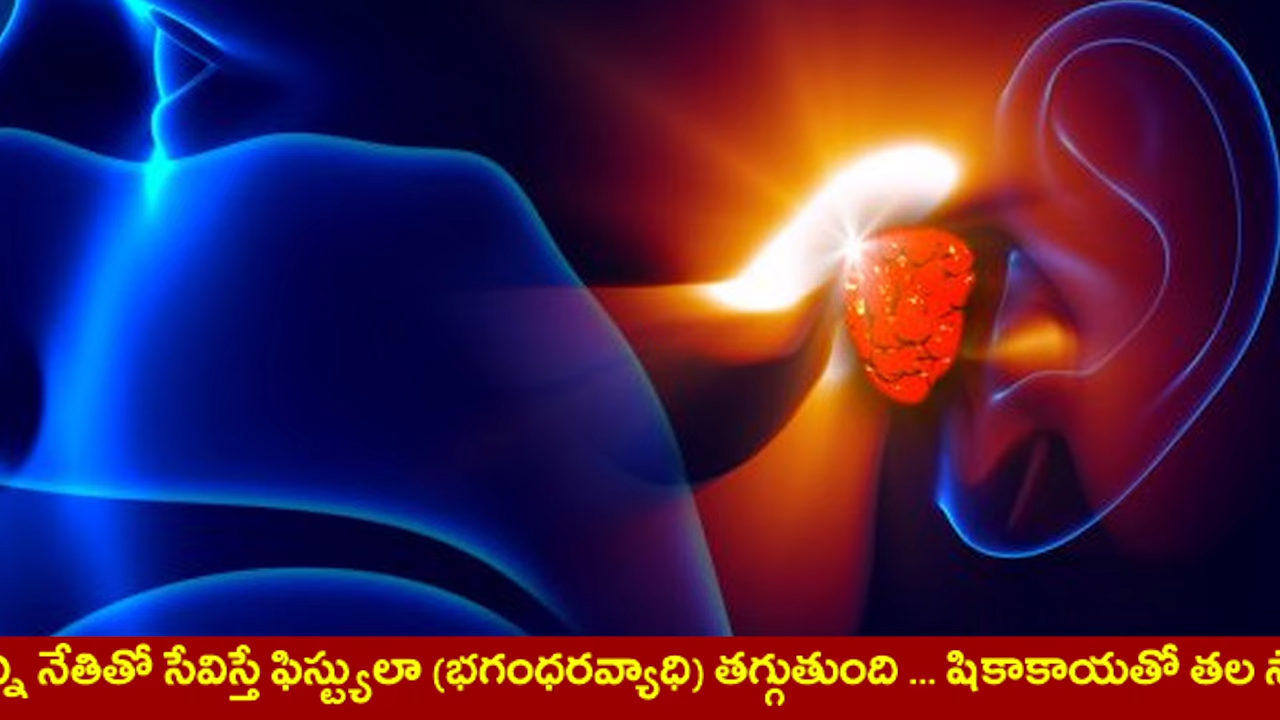 నేతితో సేవిస్తే ఫిస్ట్యులా (భగంధరవ్యాధి) తగ్గుతుంది ... షికాకాయతో తల